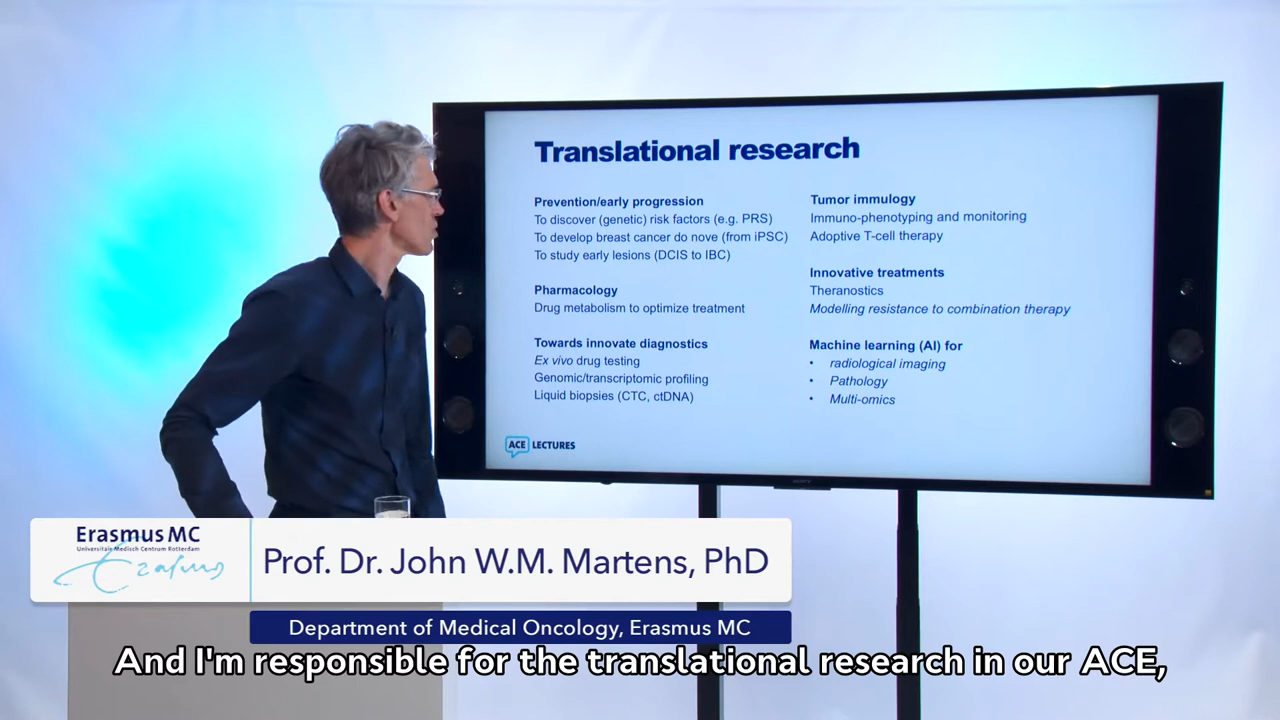 Translational research
Prevention/early progression
To discover (genetic) risk factors (e.g. PRS)
To develop breast cancer do nove (from iPSC)
To study early lesions (DCIS to IBC)
Pharmacology
Drug metabolism to optimize treatment
Towards innovate diagnostics
Ex vivo drug testing
Genomic/transcriptomic profiling
Liquid biopsies (CTC, ctDNA)
Tumor immulogy
Immuno-phenotyping and monitoring
Adoptive T-cell therapy
Innovative treatments
Theranostics
Modelling resistance to combination therapy
Machine learning (AI) for
• radiological imaging
• Pathology
• Multi-omics
ACE LECTURES
SONY
Erasmus MC
Universitair Medisch Centrum Rotterdam
Erasmus
Prof. Dr. John W.M. Martens, PhD
Department of Medical Oncology, Erasmus MC
And I'm responsible for the translational research in our ACE,